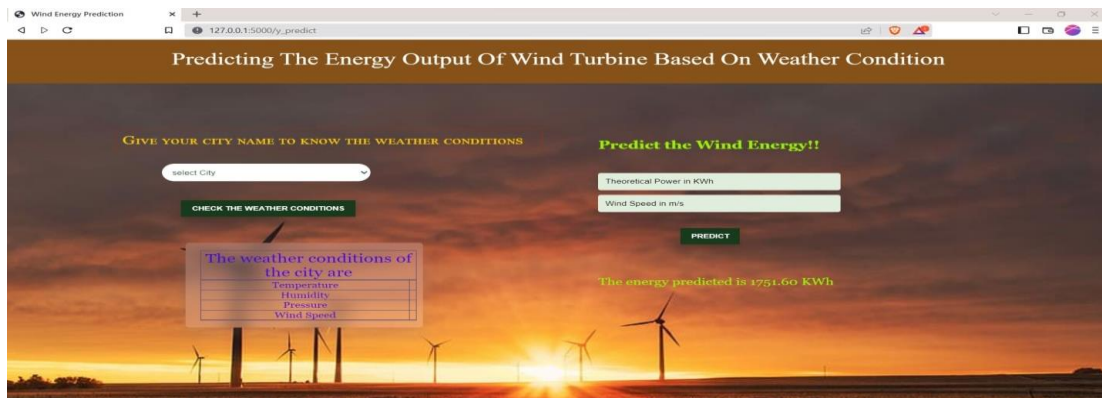 Wind Energy Prediction
127.0.0.1:5000/y_predict
Predicting The Energy Output Of Wind Turbine Based On Weather Condition
Give your city name to know the weather conditions
select City
CHECK THE WEATHER CONDITIONS
The weather conditions of
the city are
Temperature
Humidity
Pressure
Wind Speed
Predict the Wind Energy!!
Theoretical Power in KWh
Wind Speed in m/s
PREDICT
The energy predicted is 1751.60 KWh